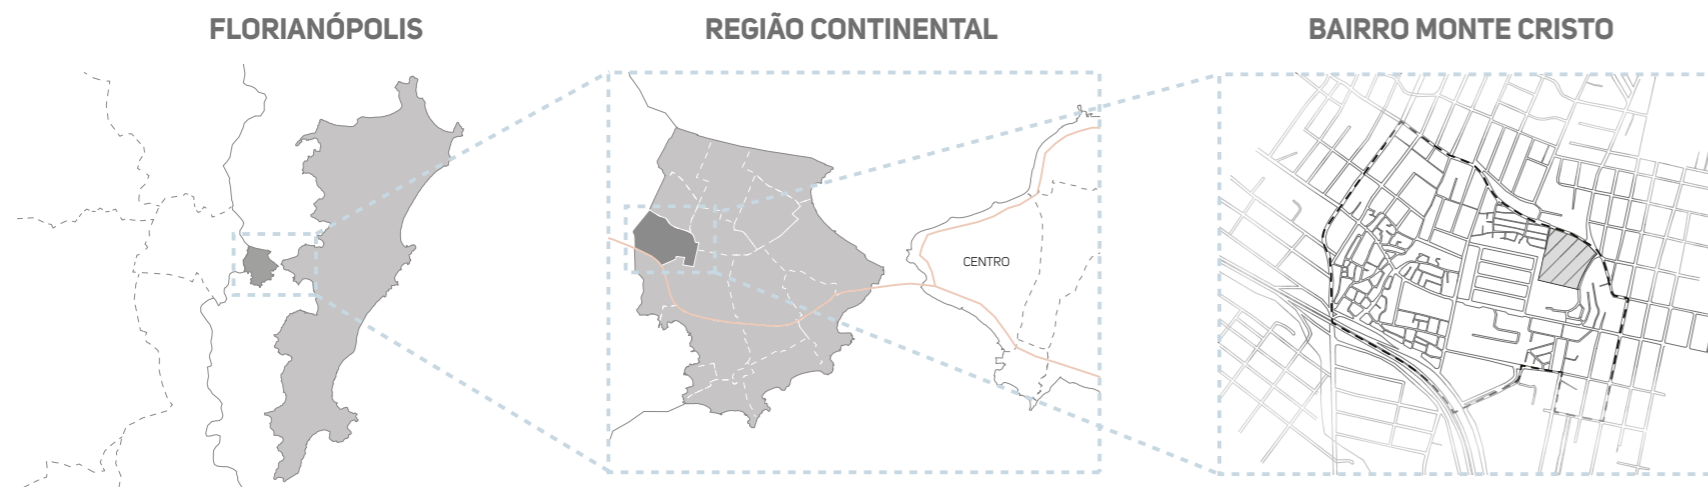 FLORIANÓPOLIS
REGIÃO CONTINENTAL
BAIRRO MONTE CRISTO
CENTRO